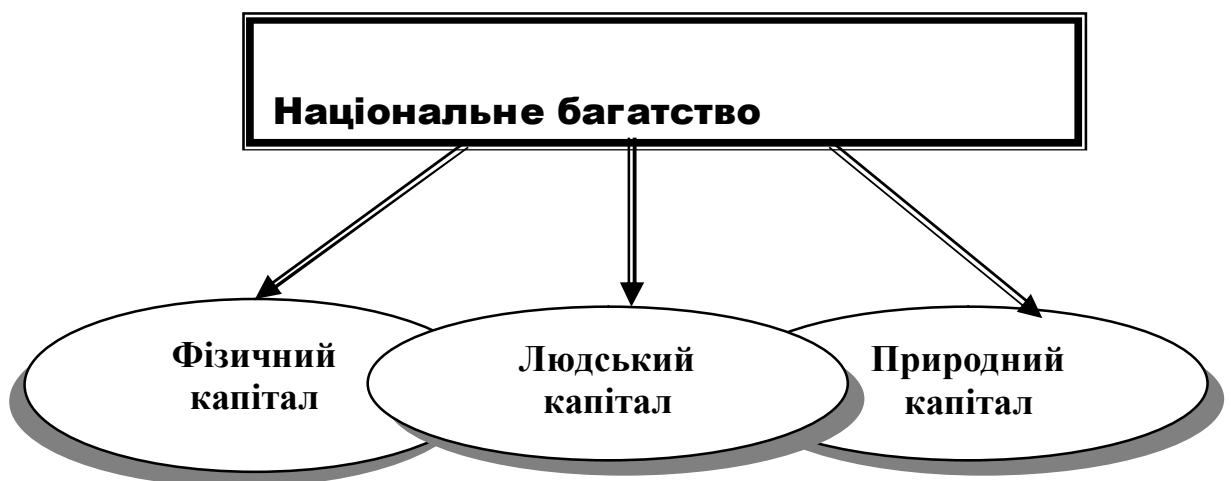 Національне багатство
Фізичний
капітал
Людський
капітал
Природний
капітал